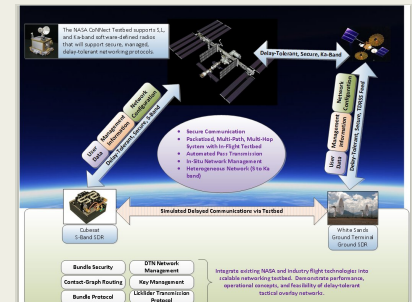 The NASA CoNNect Testbed supports S,L,
and Ka-band software-defined radios
that will support secure, managed,
delay-tolerant networking protocols.
Delay-Tolerant, Secure, Ka-Band
Network
Configuration
Management
Information
User
Data
Delay-Tolerant, Secure, S-Band
Network
Configuration
Management
Information
User
Data
Delay-Tolerant, Secure, TDRSS Feed
• Secure Communication
• Packetized, Multi-Path, Multi-Hop
System with In-Flight Testbed
• Automated Pass Transmission
• In-Situ Network Management
• Heterogeneous Network (S to Ka
band)
Simulated Delayed Communications via Testbed
Cubesat
S-Band SDR
White Sands
Ground Terminal
Ground SDR
Bundle Security
DTN Network
Management
Contact-Graph Routing
Key Management
Bundle Protocol
Licklider Transmission
Protocol
Integrate existing NASA and industry flight technologies into
scalable networking testbed. Demonstrate performance,
operational concepts, and feasibility of delay-tolerant
tactical overlay networks.